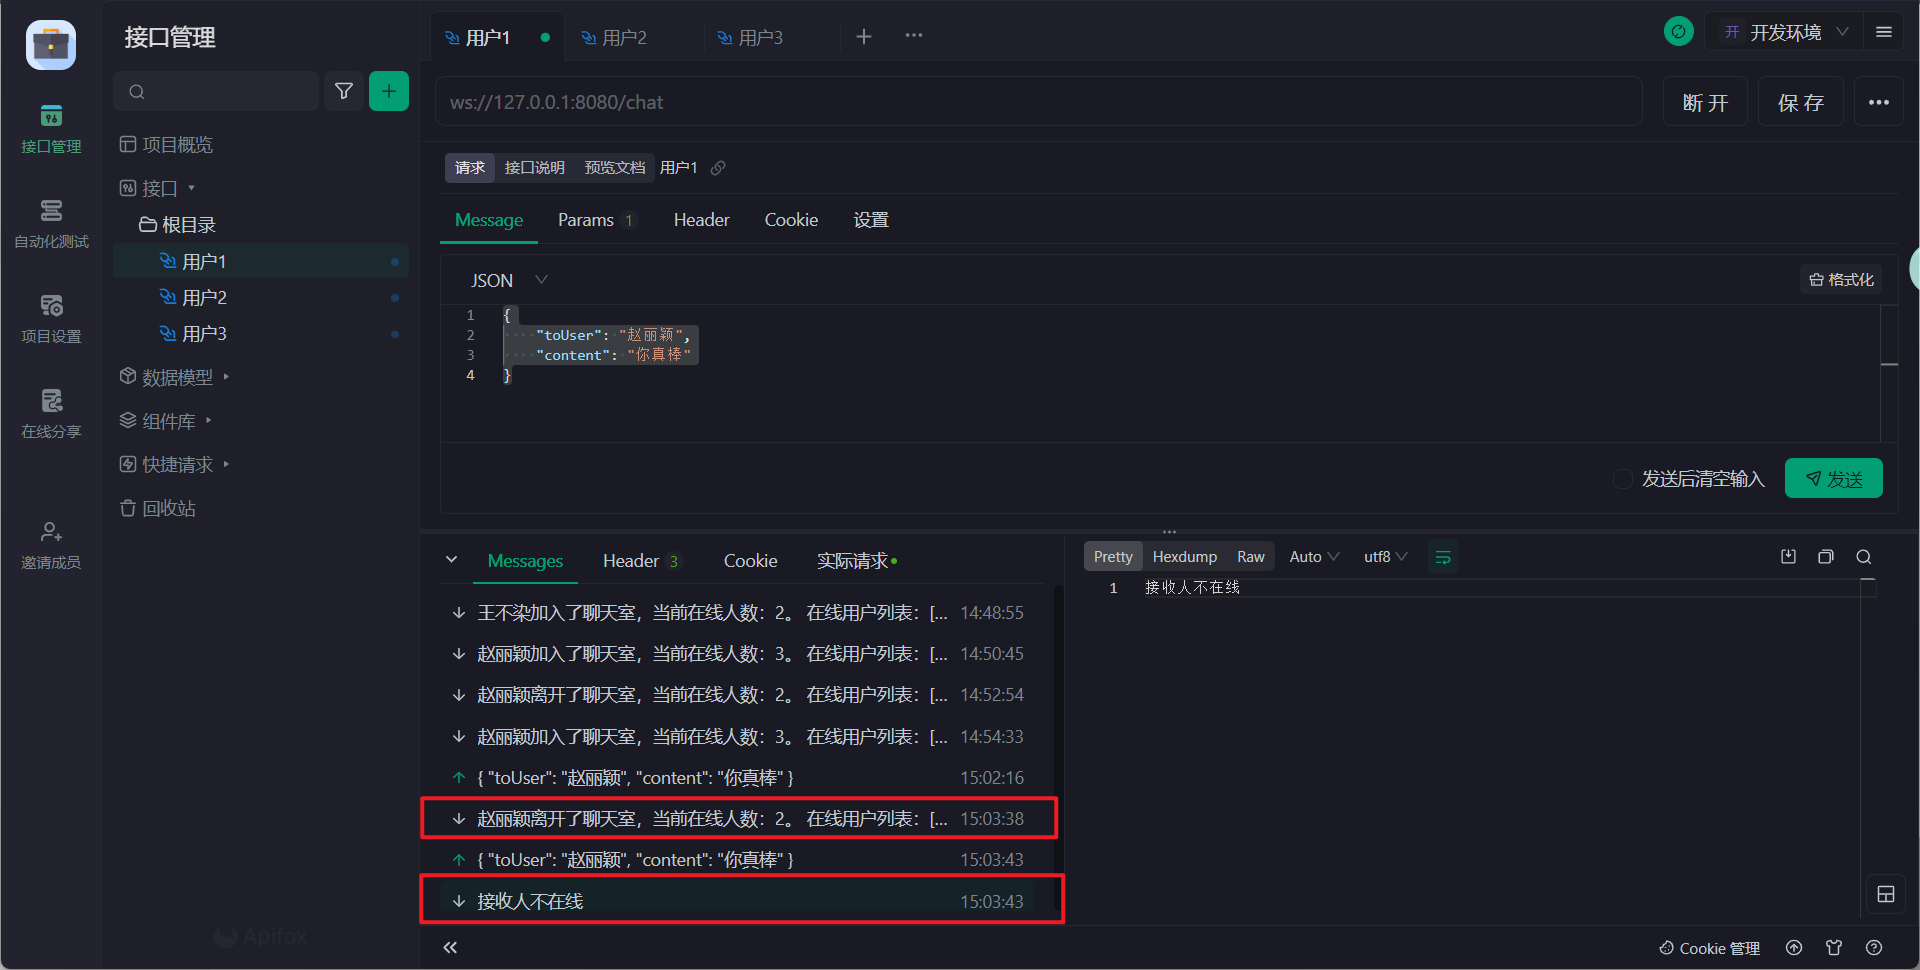 接口管理
用户1
用户2
用户3
开 开发环境
接口管理
自动化测试
项目设置
在线分享
邀请成员
项目概览
接口
根目录
用户1
用户2
用户3
数据模型
组件库
快捷请求
回收站
Apifox
ws://127.0.0.1:8080/chat
断开
保存
请求 接口说明 预览文档 用户1
Message Params 1 Header Cookie 设置
JSON
格式化
1 {
2 "toUser": "赵丽颖",
3 "content": "你真棒"
4 }
发送后清空输入
发送
Messages Header 3 Cookie 实际请求
王不染加入了聊天室，当前在线人数：2。 在线用户列表：[... 14:48:55
赵丽颖加入了聊天室，当前在线人数：3。 在线用户列表：[... 14:50:45
赵丽颖离开了聊天室，当前在线人数：2。 在线用户列表：[... 14:52:54
赵丽颖加入了聊天室，当前在线人数：3。 在线用户列表：[... 14:54:33
{ "toUser": "赵丽颖", "content": "你真棒" } 15:02:16
赵丽颖离开了聊天室，当前在线人数：2。 在线用户列表：[... 15:03:38
{ "toUser": "赵丽颖", "content": "你真棒" } 15:03:43
接收人不在线 15:03:43
Pretty Hexdump Raw Auto utf8
1 接收人不在线
Cookie 管理